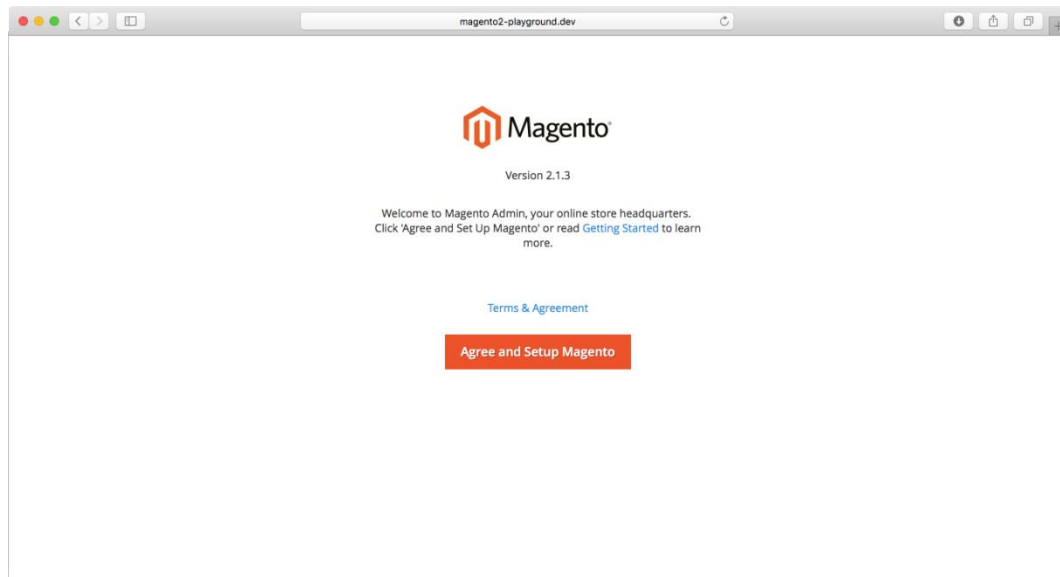 magento2-playground.dev
Magento
Version 2.1.3
Welcome to Magento Admin, your online store headquarters.
Click 'Agree and Set Up Magento' or read Getting Started to learn
more.
Terms & Agreement
Agree and Setup Magento